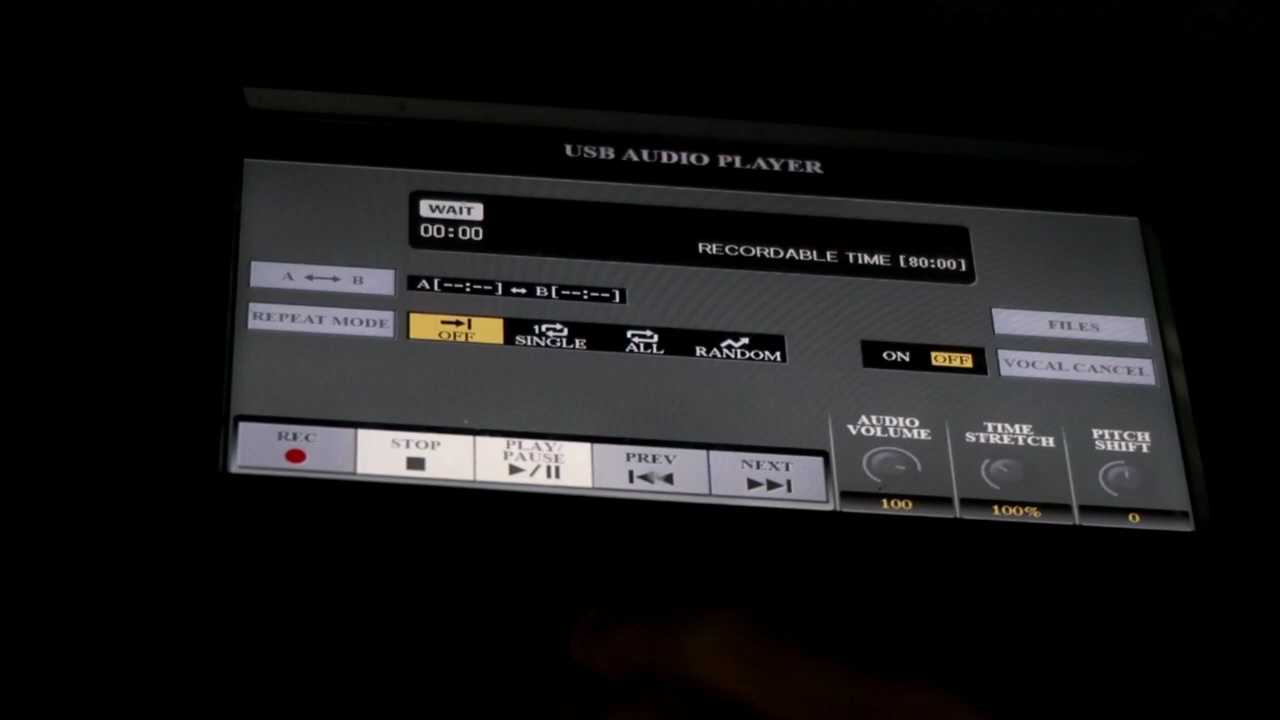 USB AUDIO PLAYER
WAIT
00:00
RECORDABLE TIME [80:00]
A ⟷ B
A[--:--] ↔ B[--:--]
REPEAT MODE
OFF
1 SINGLE
ALL
RANDOM
FILES
ON OFF
VOCAL CANCEL
REC
STOP
PLAY/
PAUSE
PREV
NEXT
AUDIO
VOLUME
100
TIME
STRETCH
100%
PITCH
SHIFT
0